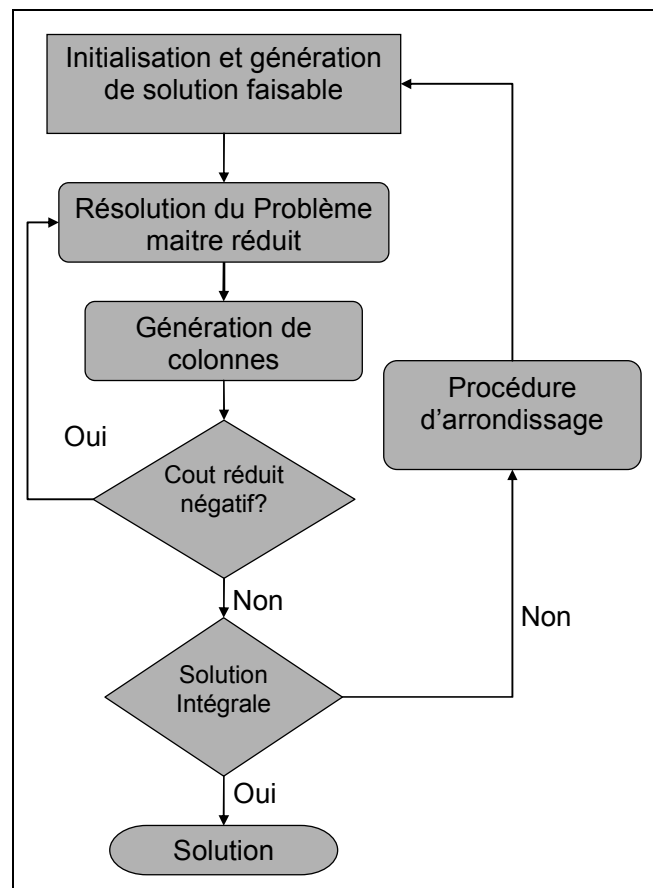 Initialisation et génération
de solution faisable
Résolution du Problème
maitre réduit
Génération de
colonnes
Procédure
d'arrondissage
Oui
Cout réduit
négatif?
Non
Non
Solution
Intégrale
Oui
Solution